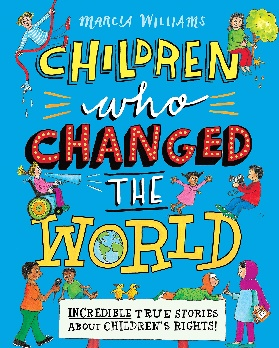 MARCIA WILLIAMS
CHILDREN
who
CHANGED
THE
WORLD
INCREDIBLE TRUE STORIES
ABOUT CHILDREN'S RIGHTS!